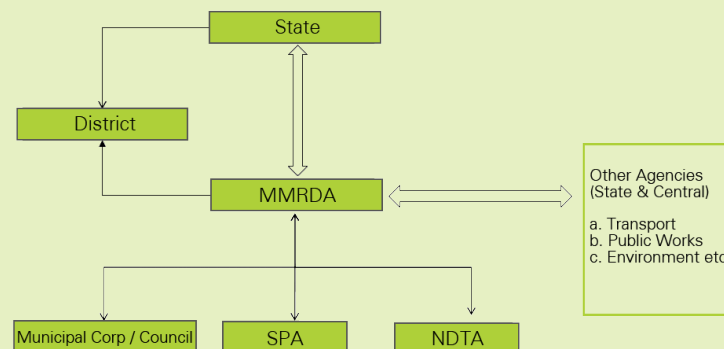 State
District
MMRDA
Other Agencies
(State & Central)
a. Transport
b. Public Works
c. Environment etc
Municipal Corp / Council
SPA
NDTA